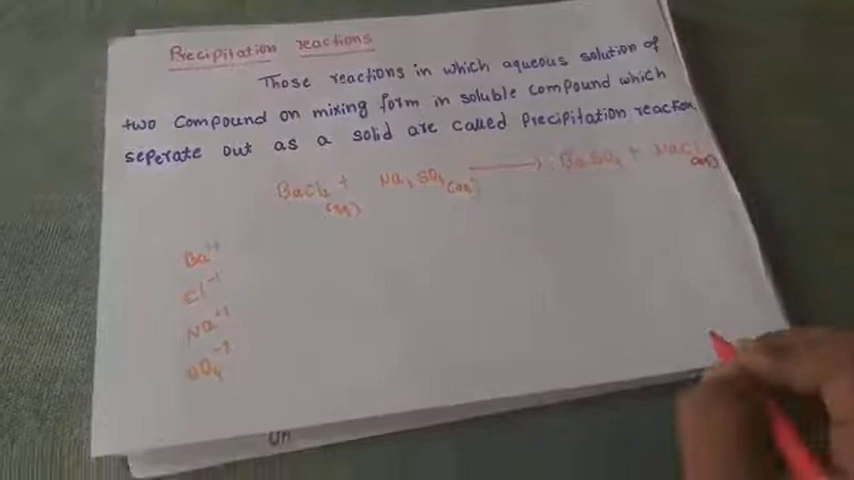 Precipitation reactions
Those reactions in which aqueous solution of
two compound on mixing form in soluble compound which
seperate out as a solid are called Precipitation reaction
BaCl₂ + Na₂SO₄ (aq) → BaSO₄ + NaCl (aq)
(aq)
Ba⁺²
Cl⁻¹
Na⁺¹
SO₄⁻²